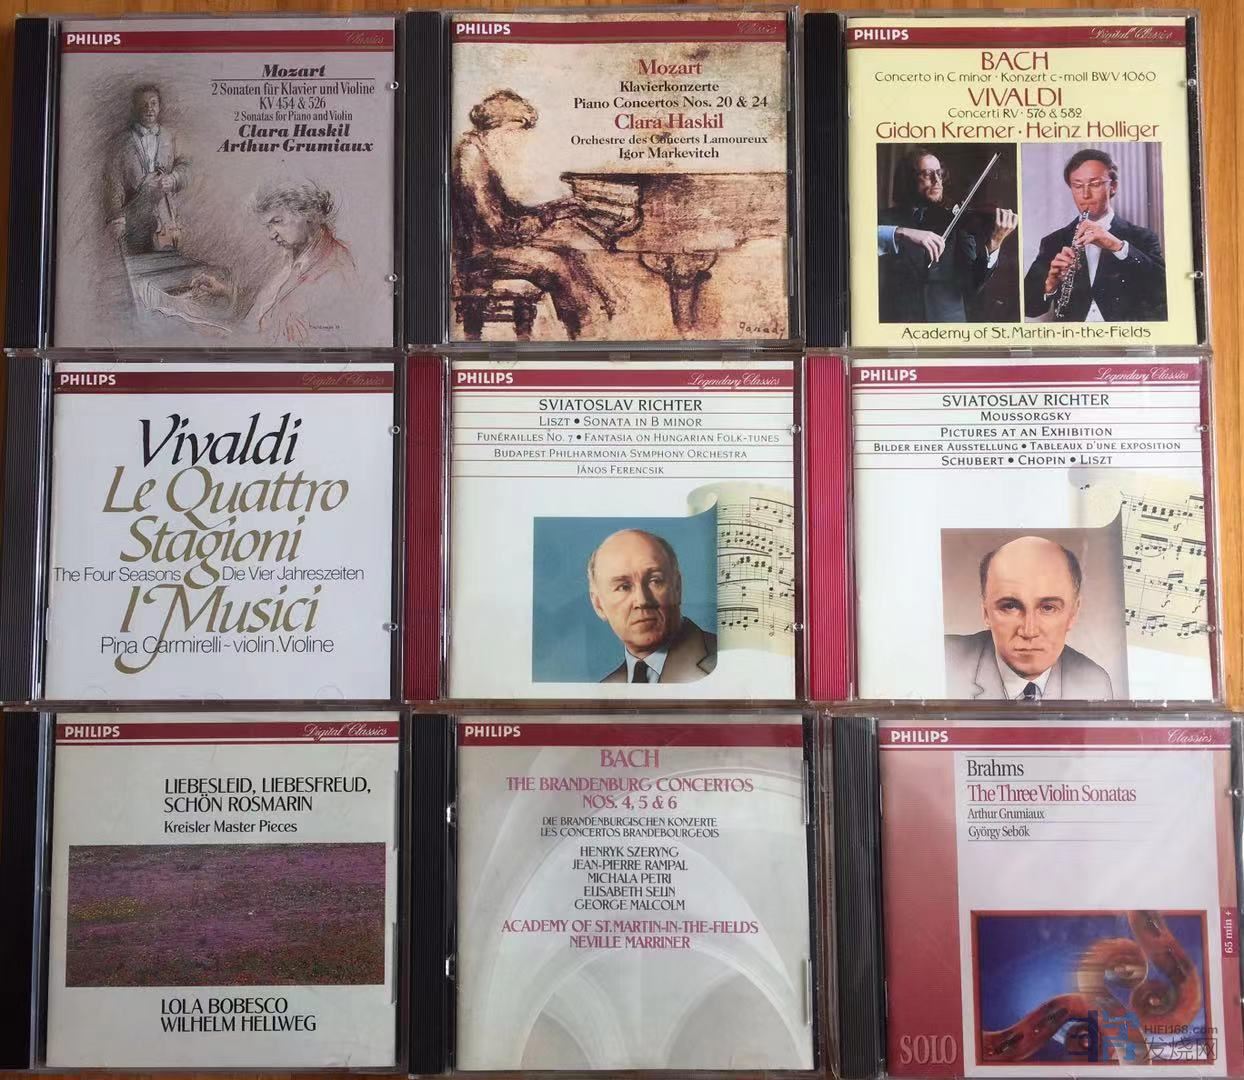 PHILIPS Classics
Mozart
2 Sonaten für Klavier und Violine
KV 454 & 526
2 Sonatas for Piano and Violin
Clara Haskil
Arthur Grumiaux
PHILIPS Classics
Mozart
Klavierkonzerte
Piano Concertos Nos. 20 & 24
Clara Haskil
Orchestre des Concerts Lamoureux
Igor Markevitch
PHILIPS Digital Classics
BACH
Concerto in C minor · Konzert c-moll BWV 1060
VIVALDI
Concerti RV · 576 & 582
Gidon Kremer · Heinz Holliger
Academy of St. Martin-in-the-Fields
PHILIPS Digital Classics
Vivaldi
Le Quattro
Stagioni
The Four Seasons Die Vier Jahreszeiten
I Musici
Pina Carmirelli ~ violin. Violine
PHILIPS Legendary Classics
SVIATOSLAV RICHTER
LISZT • SONATA IN B MINOR
FUNÉRAILLES NO. 7 • FANTASIA ON HUNGARIAN FOLK-TUNES
BUDAPEST PHILHARMONIA SYMPHONY ORCHESTRA
JÁNOS FERENCSIK
PHILIPS Legendary Classics
SVIATOSLAV RICHTER
MOUSSORGSKY
PICTURES AT AN EXHIBITION
BILDER EINER AUSSTELLUNG • TABLEAUX D'UNE EXPOSITION
SCHUBERT • CHOPIN • LISZT
PHILIPS Digital Classics
LIEBESLEID, LIEBESFREUD,
SCHÖN ROSMARIN
Kreisler Master Pieces
LOLA BOBESCO
WILHELM HELLWEG
PHILIPS
BACH
THE BRANDENBURG CONCERTOS
NOS. 4, 5 & 6
DIE BRANDENBURGISCHEN KONZERTE
LES CONCERTOS BRANDEBOURGEOIS
HENRYK SZERYNG
JEAN-PIERRE RAMPAL
MICHALA PETRI
ELISABETH SELIN
GEORGE MALCOLM
ACADEMY OF ST. MARTIN-IN-THE-FIELDS
NEVILLE MARRINER
PHILIPS Classics
Brahms
The Three Violin Sonatas
Arthur Grumiaux
György Sebők
65 min +
SOLO
HIFI168.com
发烧网